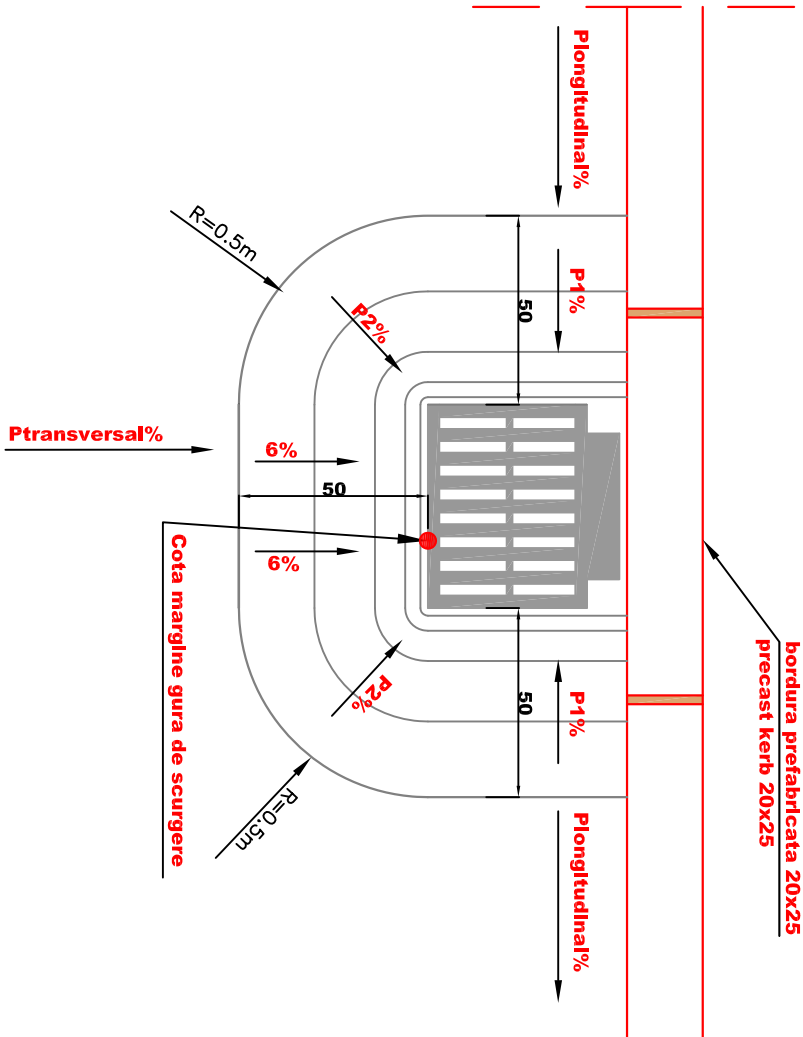 Plongitudinal%
R=0.5m
P1%
50
P2%
Ptransversal%
6%
50
6%
Cota margine gura de scurgere
bordura prefabricata 20x25
precast kerb 20x25
P2%
50
P1%
R=0.5m
Plongitudinal%